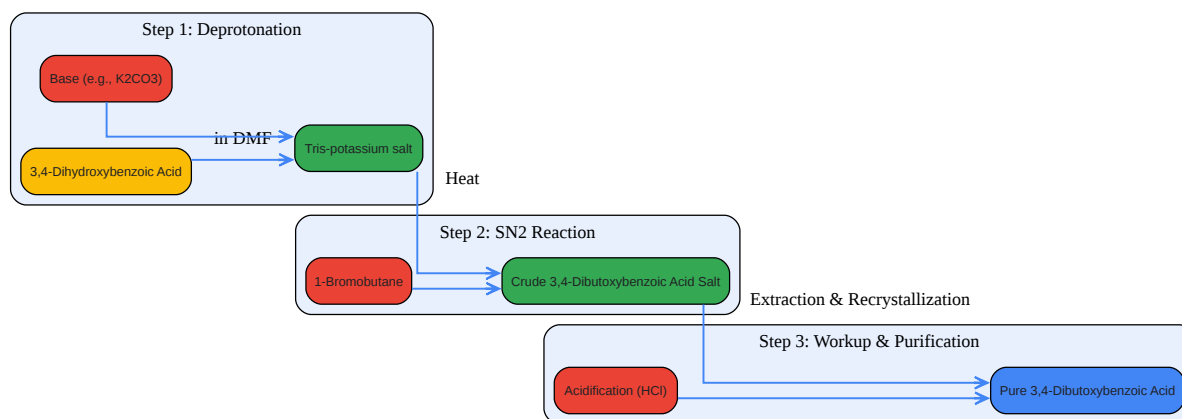 Step 1: Deprotonation
Base (e.g., K2CO3)
in DMF
Tris-potassium salt
3,4-Dihydroxybenzoic Acid
Heat
Step 2: SN2 Reaction
1-Bromobutane
Crude 3,4-Dibutoxybenzoic Acid Salt
Extraction & Recrystallization
Step 3: Workup & Purification
Acidification (HCl)
Pure 3,4-Dibutoxybenzoic Acid